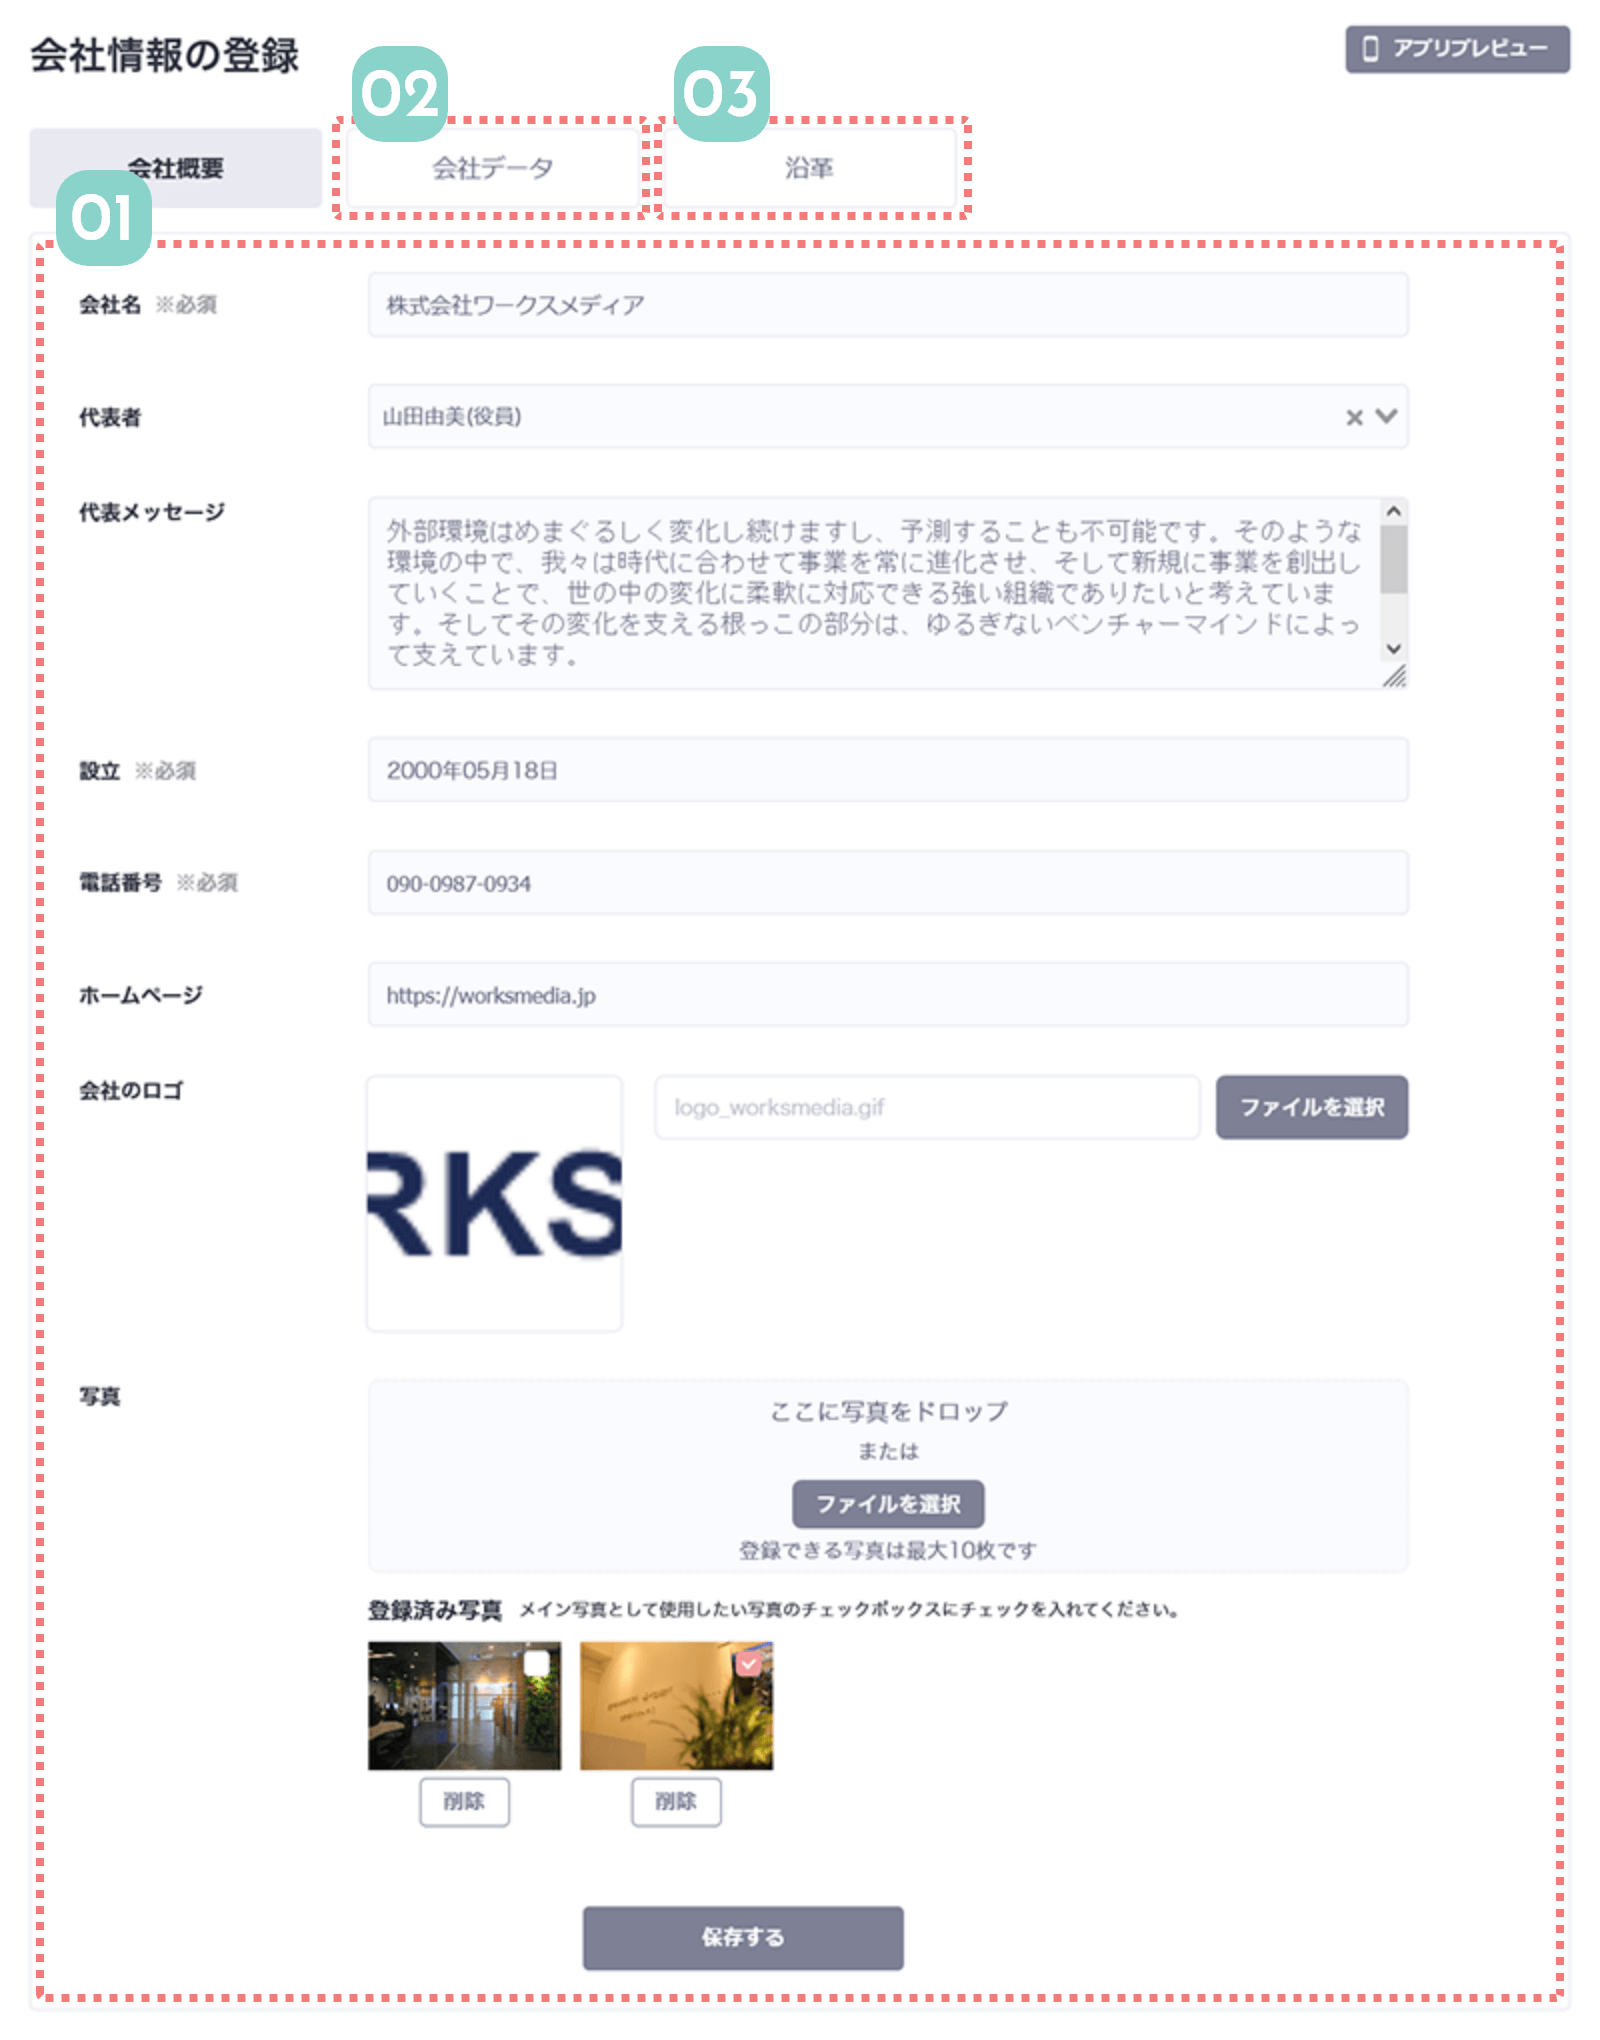 会社情報の登録
アプリプレビュー
02
03
会社概要
会社データ
沿革
01
会社名 ※必須
株式会社ワークスメディア
代表者
山田由美(役員)
代表メッセージ
外部環境はめまぐるしく変化し続けますし、予測することも不可能です。そのような
環境の中で、我々は時代に合わせて事業を常に進化させ、そして新規に事業を創出し
ていくことで、世の中の変化に柔軟に対応できる強い組織でありたいと考えていま
す。そしてその変化を支える根っこの部分は、ゆるぎないベンチャーマインドによっ
て支えています。
設立 ※必須
2000年05月18日
電話番号 ※必須
090-0987-0934
ホームページ
https://worksmedia.jp
会社のロゴ
RKS
logo_worksmedia.gif
ファイルを選択
写真
ここに写真をドロップ
または
ファイルを選択
登録できる写真は最大10枚です
登録済み写真 メイン写真として使用したい写真のチェックボックスにチェックを入れてください。
削除
削除
保存する